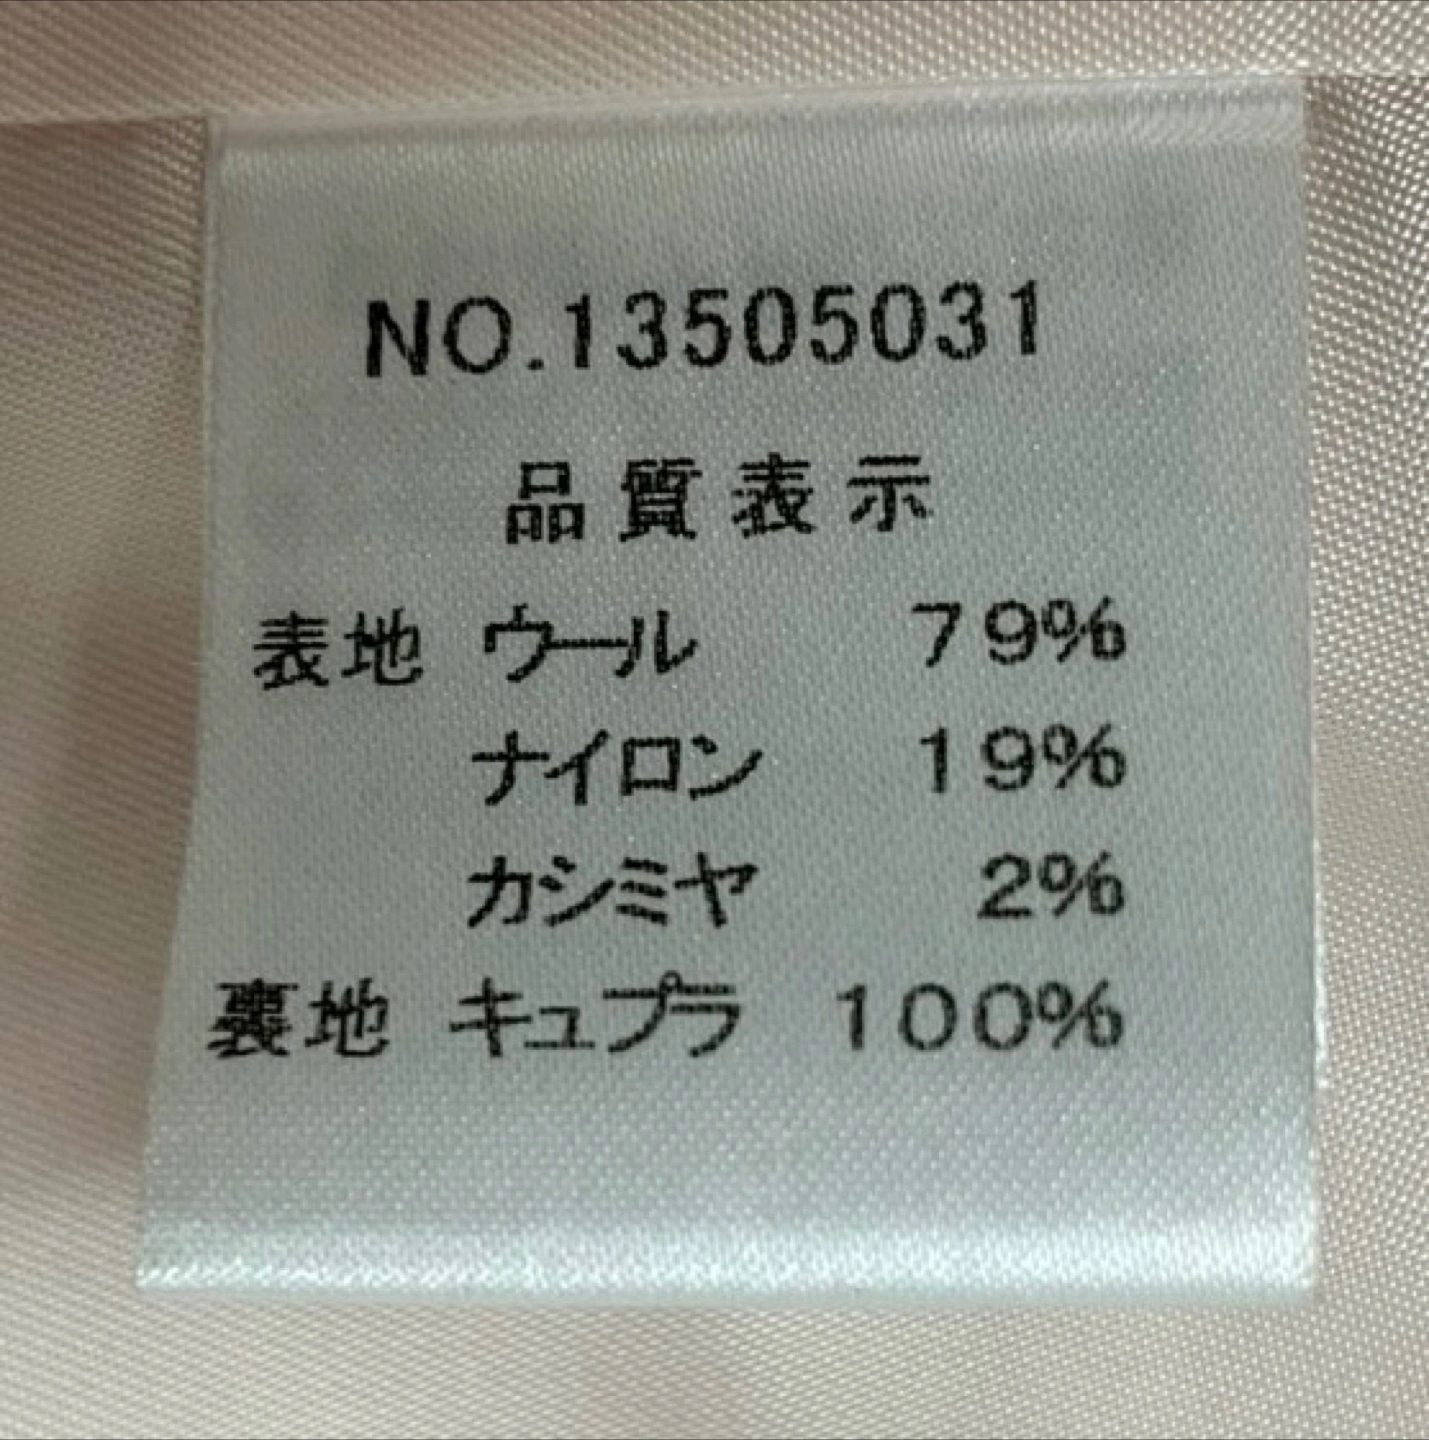 NO.13505031
品質表示
表地 ウール 79%
ナイロン 19%
カシミヤ 2%
裏地 キュプラ 100%